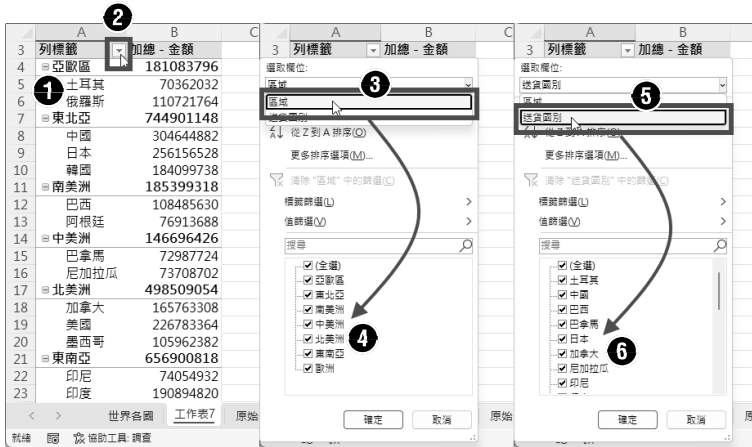 A B C
3 列標籤 加總 - 金額
4 亞歐區 181083796
5 土耳其 70362032
6 俄羅斯 110721764
7 東北亞 744901148
8 中國 304644882
9 日本 256156528
10 韓國 184099738
11 南美洲 185399318
12 巴西 108485630
13 阿根廷 76913688
14 中美洲 146696426
15 巴拿馬 72987724
16 尼加拉瓜 73708702
17 北美洲 498509054
18 加拿大 165763308
19 美國 226783364
20 墨西哥 105962382
21 東南亞 656900818
22 印尼 74054932
23 印度 190894820
世界各國 工作表7 原始
就緒 協助工具: 調查
1
2
A B C
3 列標籤 加總 - 金額
選取欄位:
區域
區域
送貨國別
從 Z 到 A 排序(O)
更多排序選項(M)...
清除 "區域" 中的篩選(C)
標籤篩選(L)
值篩選(V)
搜尋
(全選)
亞歐區
東北亞
南美洲
中美洲
北美洲
東南亞
歐洲
確定 取消
原始
3
4
A B
3 列標籤 加總 - 金額
選取欄位:
送貨國別
區域
送貨國別
從 Z 到 A 排序(O)
更多排序選項(M)...
清除 "送貨國別" 中的篩選(C)
標籤篩選(L)
值篩選(V)
搜尋
(全選)
土耳其
中國
巴西
巴拿馬
日本
加拿大
尼加拉瓜
印尼
確定 取消
5
6